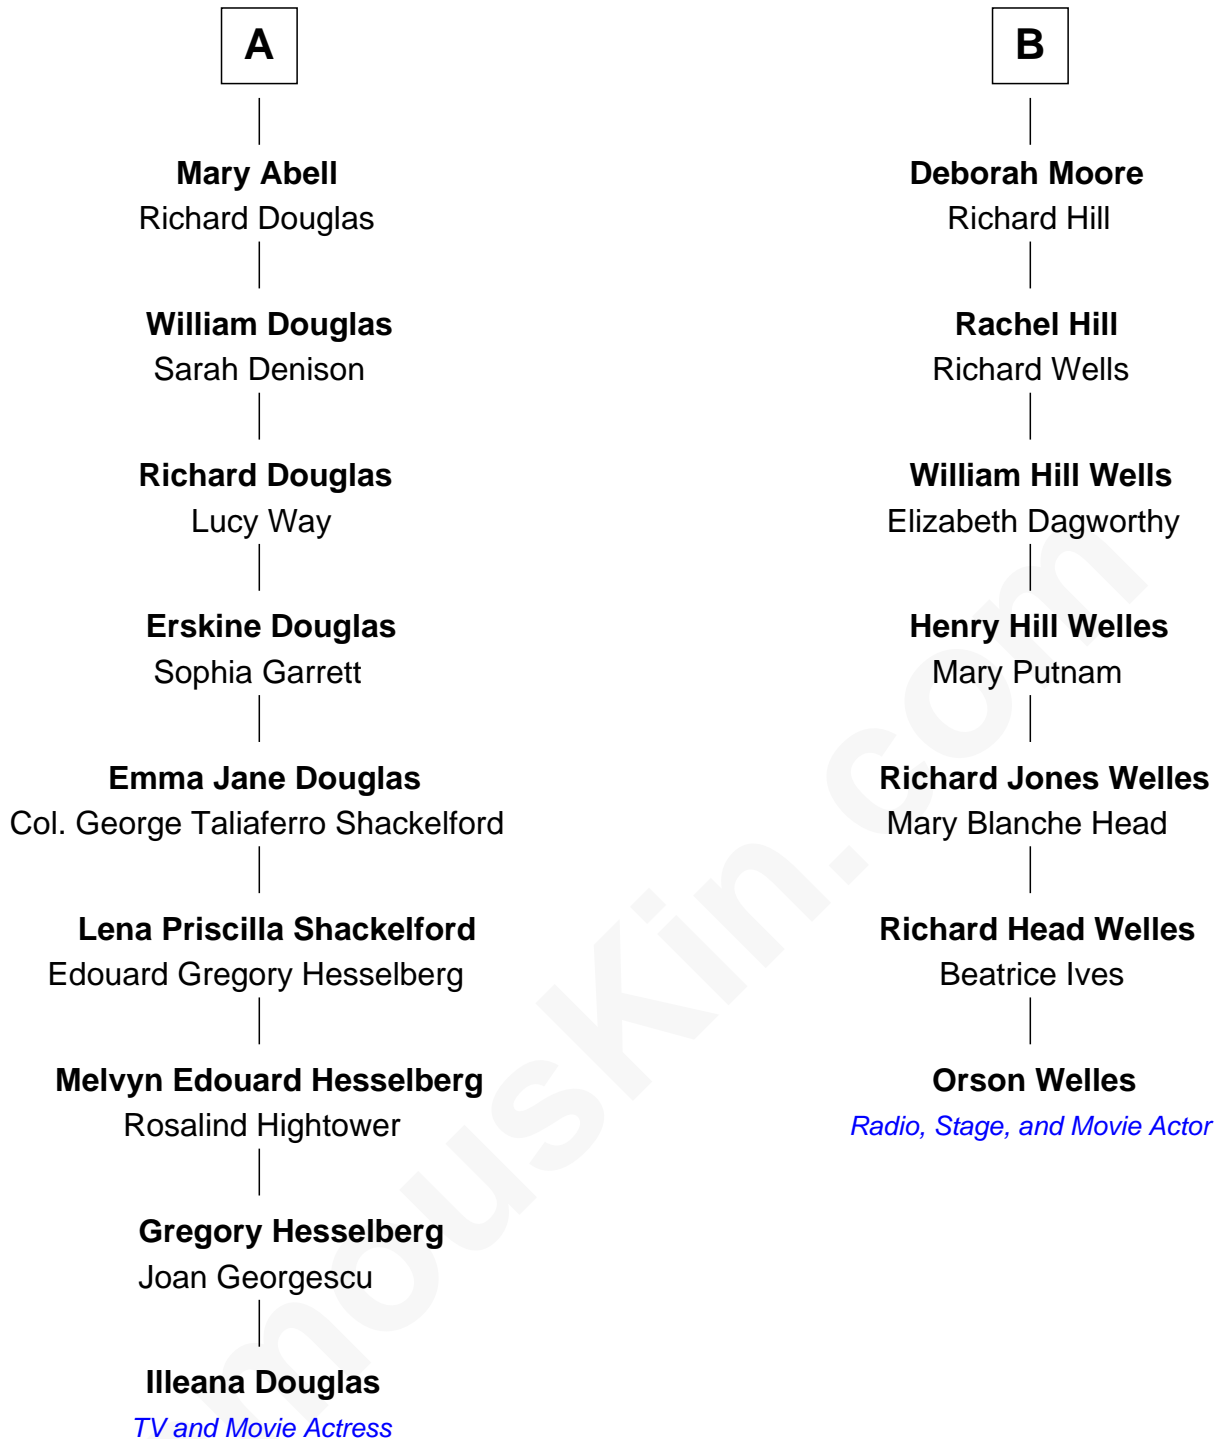 A
Mary Abell
Richard Douglas
William Douglas
Sarah Denison
Richard Douglas
Lucy Way
Erskine Douglas
Sophia Garrett
Emma Jane Douglas
Col. George Taliaferro Shackelford
Lena Priscilla Shackelford
Edouard Gregory Hesselberg
Melvyn Edouard Hesselberg
Rosalind Hightower
Gregory Hesselberg
Joan Georgescu
Illeana Douglas
TV and Movie Actress
B
Deborah Moore
Richard Hill
Rachel Hill
Richard Wells
William Hill Wells
Elizabeth Dagworthy
Henry Hill Welles
Mary Putnam
Richard Jones Welles
Mary Blanche Head
Richard Head Welles
Beatrice Ives
Orson Welles
Radio, Stage, and Movie Actor
mousKin.com